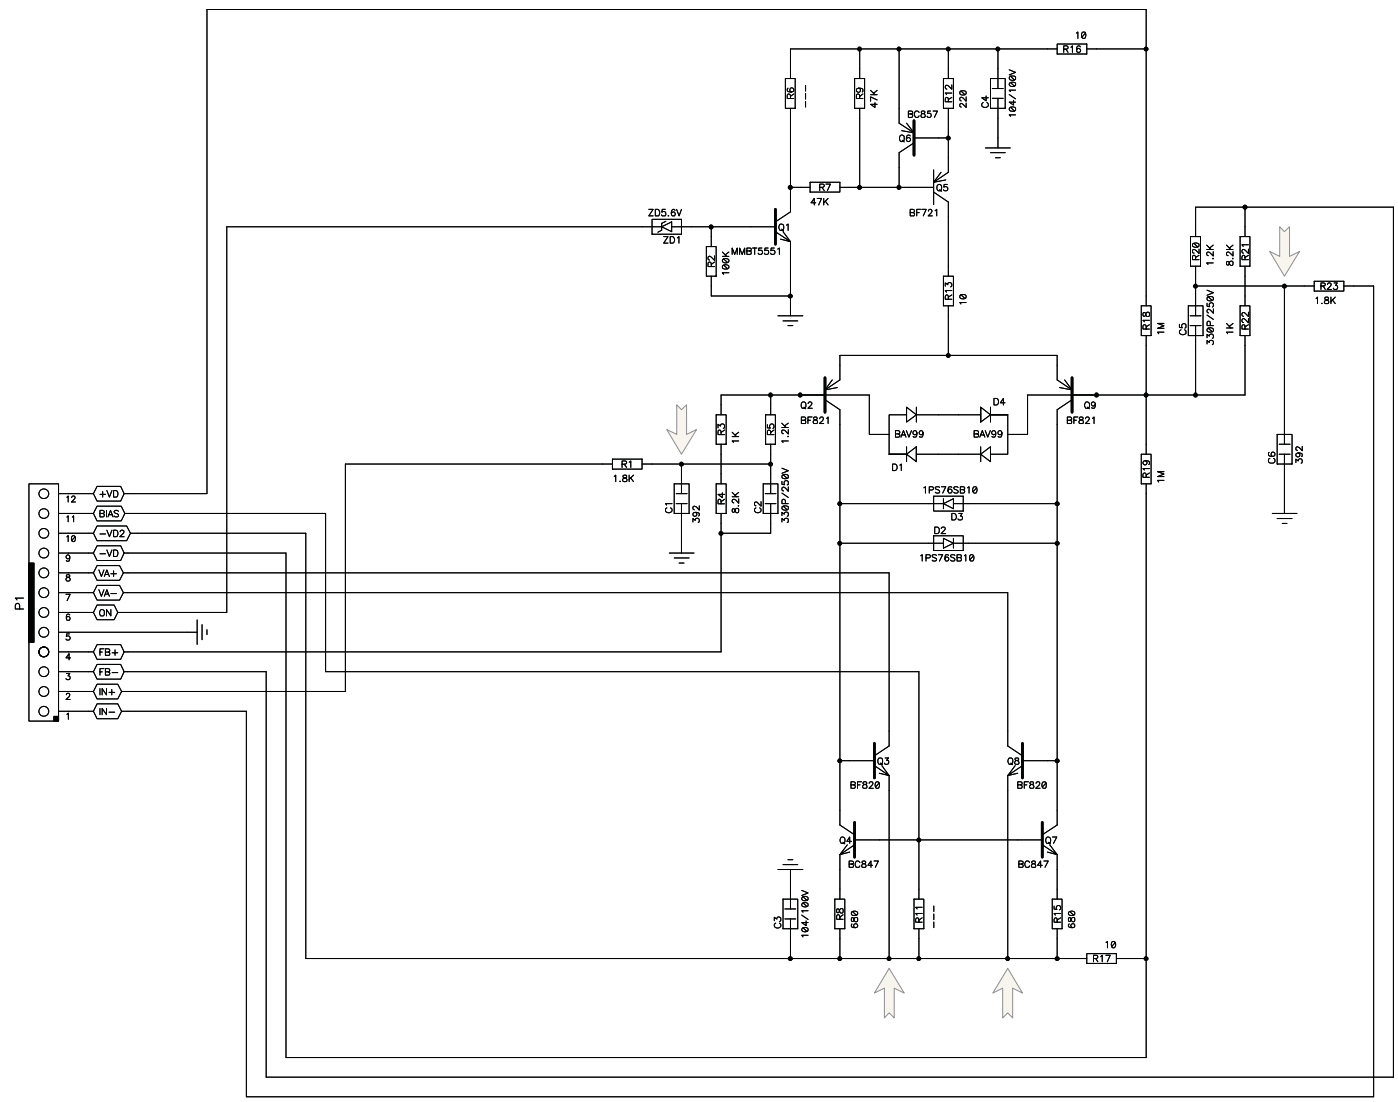 10
R16
R6
---
R9
47K
BC857
Q6
R12
220
C4
104/100V
R7
47K
Q5
BF721
ZD5.6V
ZD1
Q1
MMBT5551
R2
100K
R13
10
R20
1.2K
8.2K
R21
R23
1.8K
R18
1M
C5
330P/250V
1K
R22
Q2
BF821
D4
BAV99
BAV99
D1
Q9
BF821
R3
1K
R5
1.2K
R1
1.8K
C1
392
R4
8.2K
C2
330P/250V
R19
1M
C6
392
1PS76SB10
D3
D2
1PS76SB10
P1
12 +VD
11 BIAS
10 -VD2
9 -VD
8 VA+
7 VA-
6 ON
5
4 FB+
3 FB-
2 IN+
1 IN-
Q3
BF820
Q8
BF820
Q4
BC847
Q7
BC847
C3
104/100V
R8
680
R11
---
R15
680
10
R17